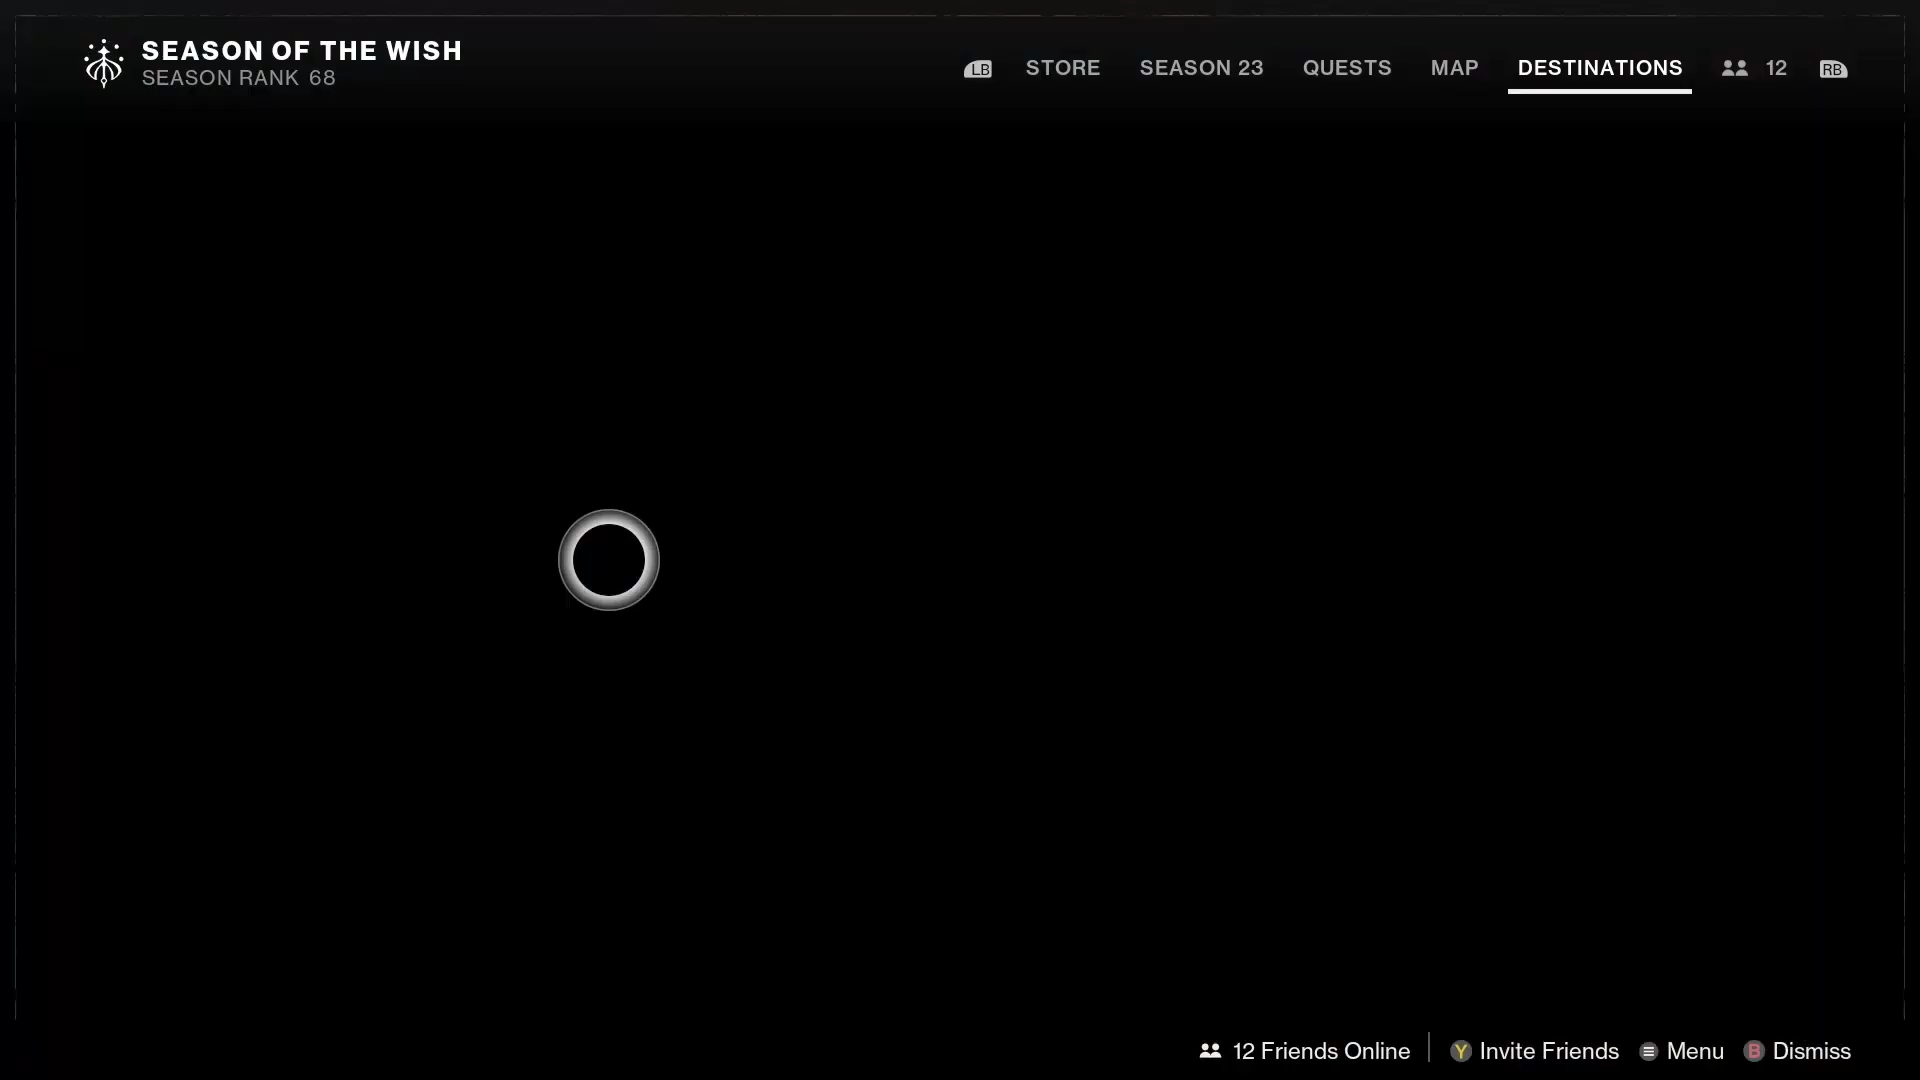 SEASON OF THE WISH
SEASON RANK 68
LB STORE SEASON 23 QUESTS MAP DESTINATIONS 12 RB
12 Friends Online Y Invite Friends Menu B Dismiss